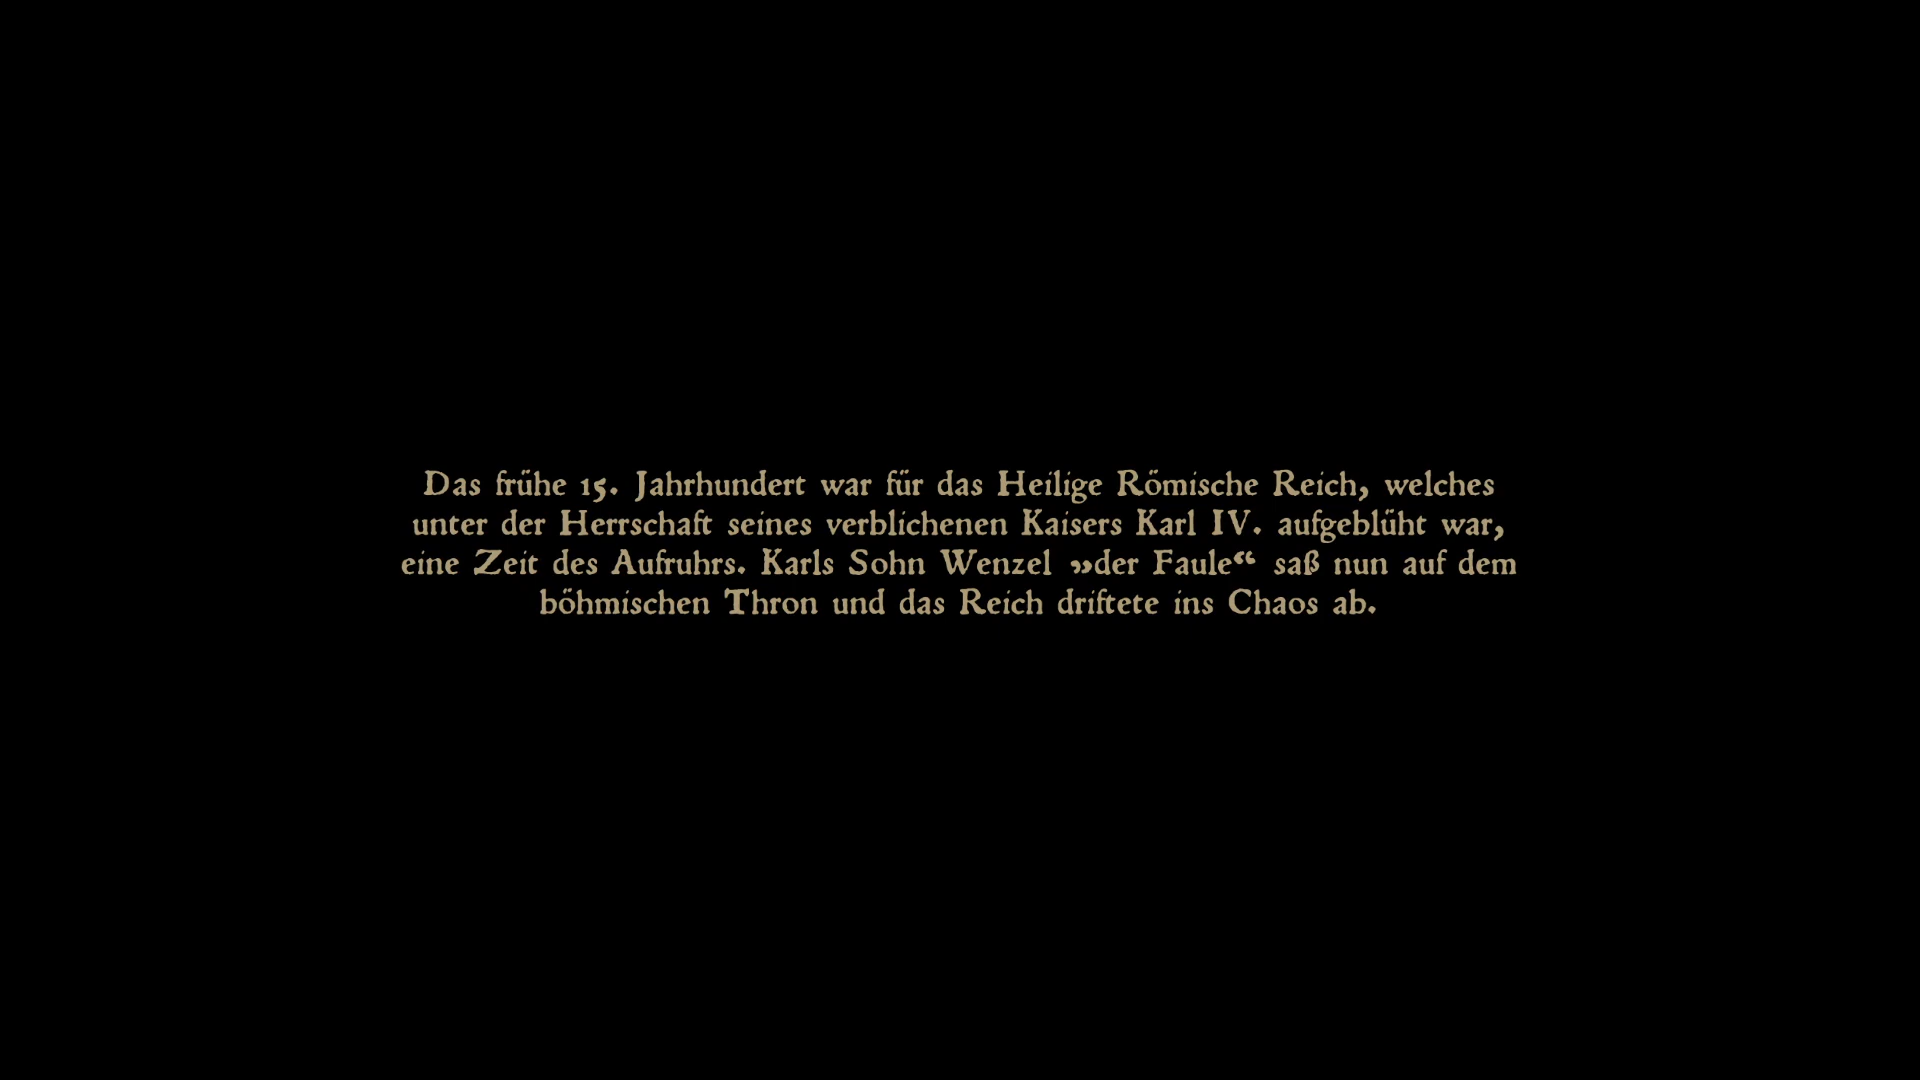 Das frühe 15. Jahrhundert war für das Heilige Römische Reich, welches
unter der Herrschaft seines verblichenen Kaisers Karl IV. aufgeblüht war,
eine Zeit des Aufruhrs. Karls Sohn Wenzel „der Faule“ saß nun auf dem
böhmischen Thron und das Reich driftete ins Chaos ab.